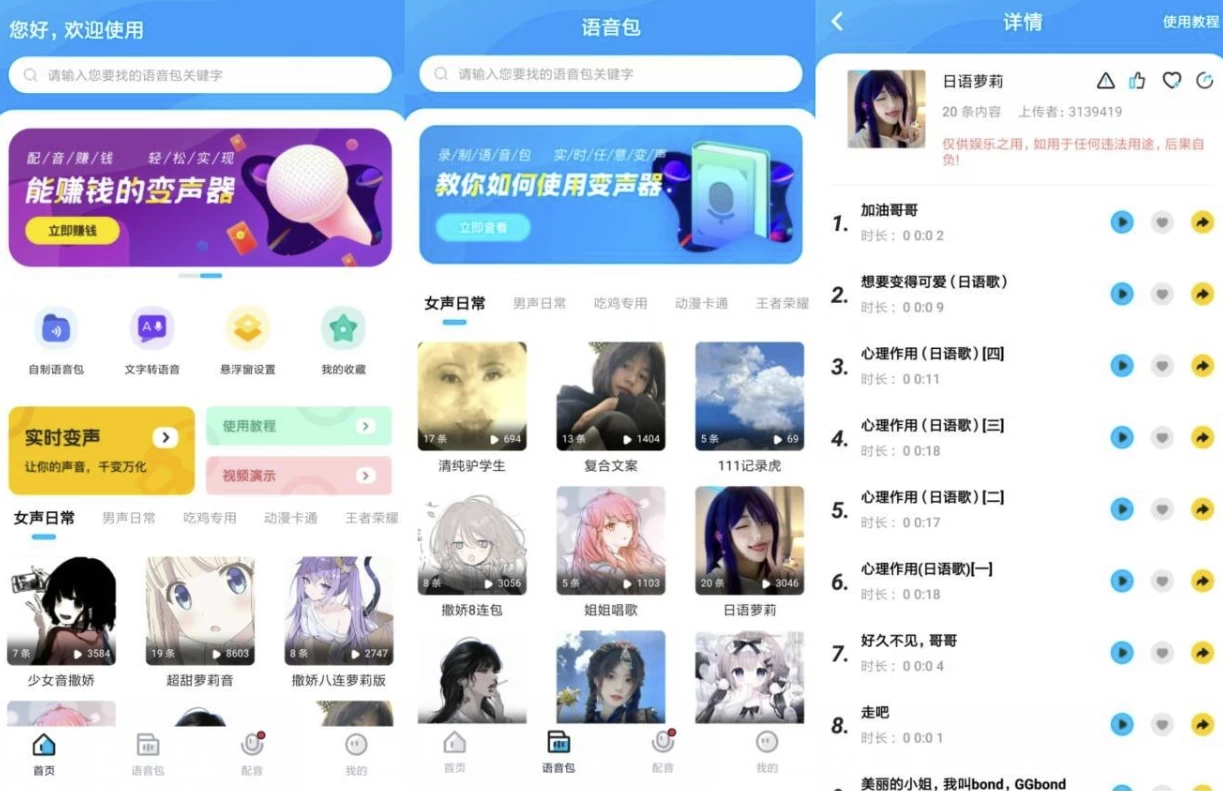 您好，欢迎使用
请输入您要找的语音包关键字
配/音/赚/钱 轻/松/实/现
能赚钱的变声器
立即赚钱
自制语音包
文字转语音
悬浮窗设置
我的收藏
实时变声
让你的声音，千变万化
使用教程
视频演示
女声日常
男声日常
吃鸡专用
动漫卡通
王者荣耀
7 条 3584
19 条 8603
8 条 2747
少女音撒娇
超甜萝莉音
撒娇八连萝莉版
首页
语音包
配音
我的
语音包
请输入您要找的语音包关键字
录/制/语/音/包 实/时/任/意/变/声
教你如何使用变声器
立即查看
女声日常
男声日常
吃鸡专用
动漫卡通
王者荣耀
17 条 694
13 条 1404
5 条 69
清纯驴学生
复合文案
111记录虎
8 条 3056
5 条 1103
20 条 3046
撒娇8连包
姐姐唱歌
日语萝莉
首页
语音包
配音
我的
详情
使用教程
日语萝莉
20 条内容 上传者：3139419
仅供娱乐之用，如用于任何违法用途，后果自
负！
1.
加油哥哥
时长：0 0:0 2
2.
想要变得可爱（日语歌）
时长：0 0:0 9
3.
心理作用（日语歌）[四]
时长：0 0:11
4.
心理作用（日语歌）[三]
时长：0 0:18
5.
心理作用（日语歌）[二]
时长：0 0:17
6.
心理作用(日语歌)[一]
时长：0 0:18
7.
好久不见，哥哥
时长：0 0:0 4
8.
走吧
时长：0 0:0 1
美丽的小姐，我叫bond，GGbond